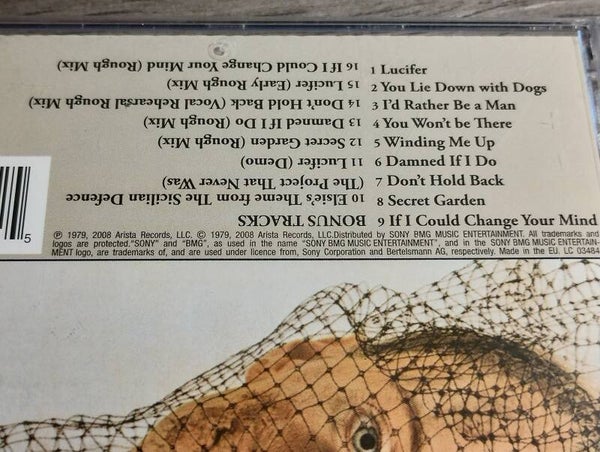 1 Lucifer
2 You Lie Down with Dogs
3 I'd Rather Be a Man
4 You Won't be There
5 Winding Me Up
6 Damned If I Do
7 Don't Hold Back
8 Secret Garden
9 If I Could Change Your Mind
BONUS TRACKS
10 Elsie's Theme from The Sicilian Defence
(The Project That Never Was)
11 Lucifer (Demo)
12 Secret Garden (Rough Mix)
13 Damned If I Do (Rough Mix)
14 Don't Hold Back (Vocal Rehearsal Rough Mix)
15 Lucifer (Early Rough Mix)
16 If I Could Change Your Mind (Rough Mix)
5
℗ 1979, 2008 Arista Records, LLC. © 1979, 2008 Arista Records, LLC.Distributed by SONY BMG MUSIC ENTERTAINMENT. All trademarks and
logos are protected."SONY" and "BMG", as used in the name "SONY BMG MUSIC ENTERTAINMENT", and in the SONY BMG MUSIC ENTERTAIN-
MENT logo, are trademarks of, and are used under licence from, Sony Corporation and Bertelsmann AG, respectively. Made in the EU. LC 03484